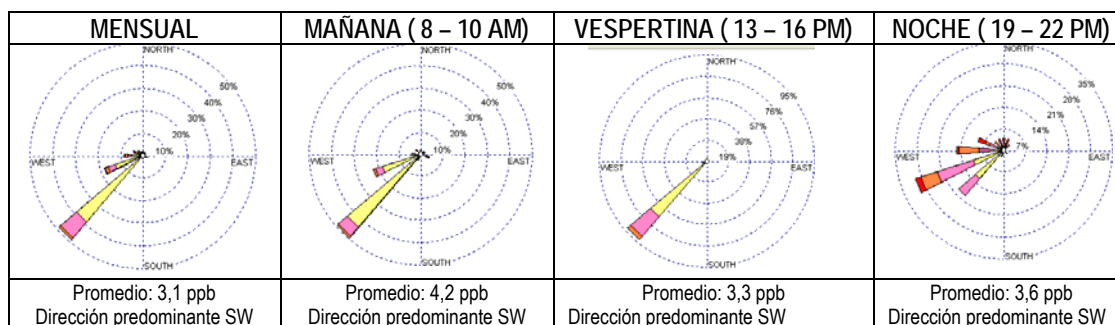 MENSUAL
MAÑANA ( 8 – 10 AM)
VESPERTINA ( 13 – 16 PM)
NOCHE ( 19 – 22 PM)
NORTH
50%
40%
30%
20%
10%
WEST
EAST
SOUTH
NORTH
50%
40%
30%
20%
10%
WEST
EAST
SOUTH
NORTH
95%
76%
57%
38%
19%
WEST
EAST
SOUTH
NORTH
35%
28%
21%
14%
7%
WEST
EAST
SOUTH
Promedio: 3,1 ppb
Dirección predominante SW
Promedio: 4,2 ppb
Dirección predominante SW
Promedio: 3,3 ppb
Dirección predominante SW
Promedio: 3,6 ppb
Dirección predominante SW